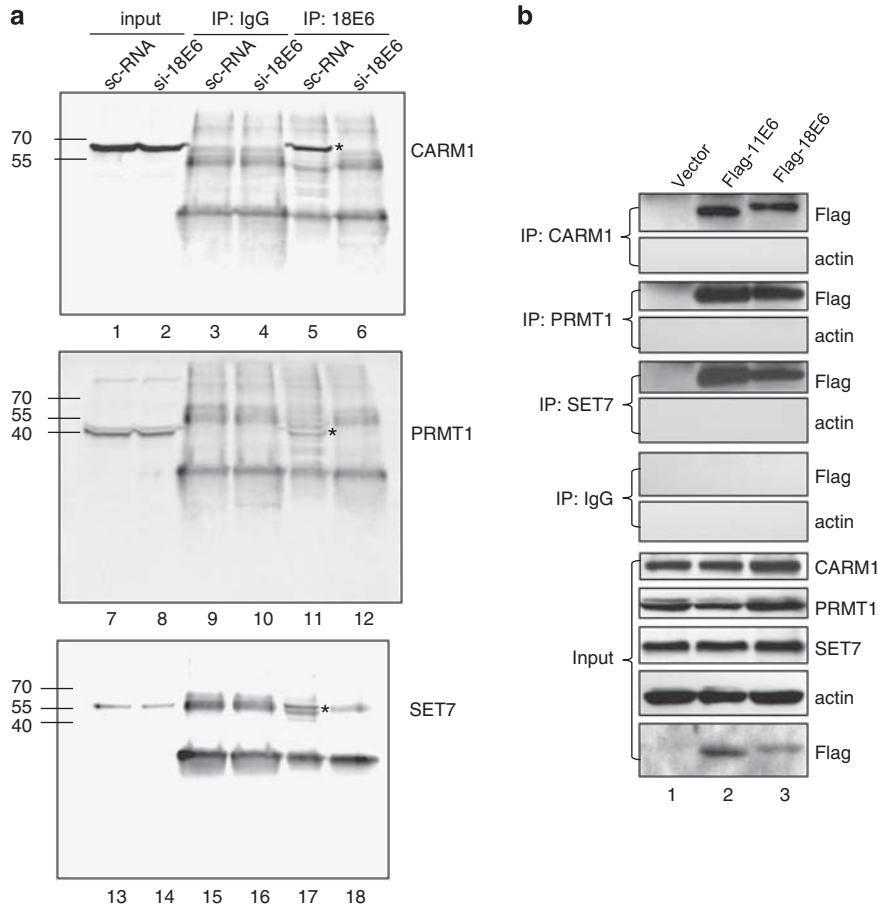 a
input IP: IgG IP: 18E6
sc-RNA si-18E6 sc-RNA si-18E6 sc-RNA si-18E6
70
55
* CARM1
1 2 3 4 5 6
70
55
40
* PRMT1
7 8 9 10 11 12
70
55
40
* SET7
13 14 15 16 17 18
b
Vector Flag-11E6 Flag-18E6
IP: CARM1
Flag
actin
IP: PRMT1
Flag
actin
IP: SET7
Flag
actin
IP: IgG
Flag
actin
Input
CARM1
PRMT1
SET7
actin
Flag
1 2 3